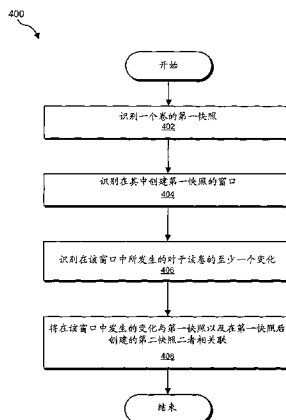 400
开始
识别一个卷的第一快照
402
识别在其中创建第一快照的窗口
404
识别在该窗口中所发生的对于该卷的至少一个变化
406
将在该窗口中发生的变化与第一快照以及在第一快照后
创建的第二快照二者相关联
408
结束